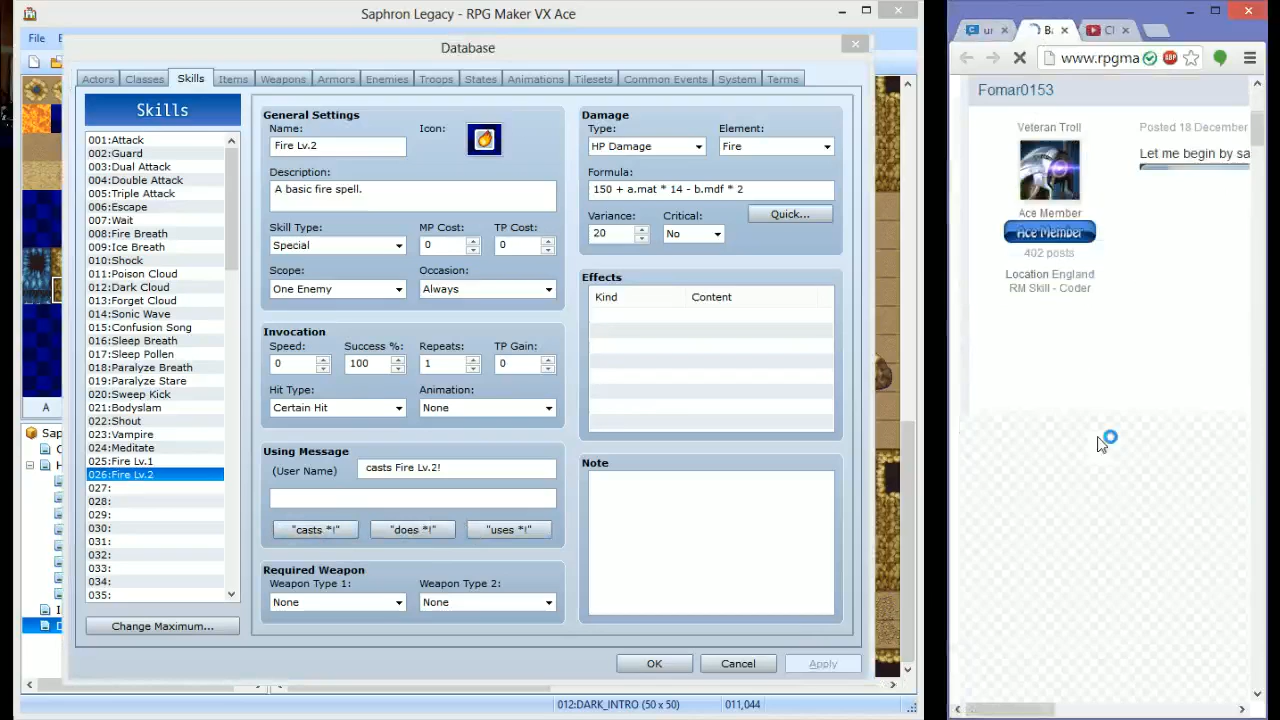 Saphron Legacy - RPG Maker VX Ace
File
Database
Actors Classes Skills Items Weapons Armors Enemies Troops States Animations Tilesets Common Events System Terms
Skills
001:Attack
002:Guard
003:Dual Attack
004:Double Attack
005:Triple Attack
006:Escape
007:Wait
008:Fire Breath
009:Ice Breath
010:Shock
011:Poison Cloud
012:Dark Cloud
013:Forget Cloud
014:Sonic Wave
015:Confusion Song
016:Sleep Breath
017:Sleep Pollen
018:Paralyze Breath
019:Paralyze Stare
020:Sweep Kick
021:Bodyslam
022:Shout
023:Vampire
024:Meditate
025:Fire Lv.1
026:Fire Lv.2
027:
028:
029:
030:
031:
032:
033:
034:
035:
Change Maximum...
General Settings
Name: Icon:
Fire Lv.2
Description:
A basic fire spell.
Skill Type: MP Cost: TP Cost:
Special 0 0
Scope: Occasion:
One Enemy Always
Invocation
Speed: Success %: Repeats: TP Gain:
0 100 1 0
Hit Type: Animation:
Certain Hit None
Using Message
(User Name) casts Fire Lv.2!
"casts *!" "does *!" "uses *!"
Required Weapon
Weapon Type 1: Weapon Type 2:
None None
Damage
Type: Element:
HP Damage Fire
Formula:
150 + a.mat * 14 - b.mdf * 2
Variance: Critical: Quick...
20 No
Effects
Kind Content
Note
OK Cancel Apply
A
Sap
012:DARK_INTRO (50 x 50) 011,044
www.rpgma
ABP
Fomar0153
Veteran Troll
Posted 18 December
Let me begin by sa
Ace Member
Ace Member
402 posts
Location England
RM Skill - Coder